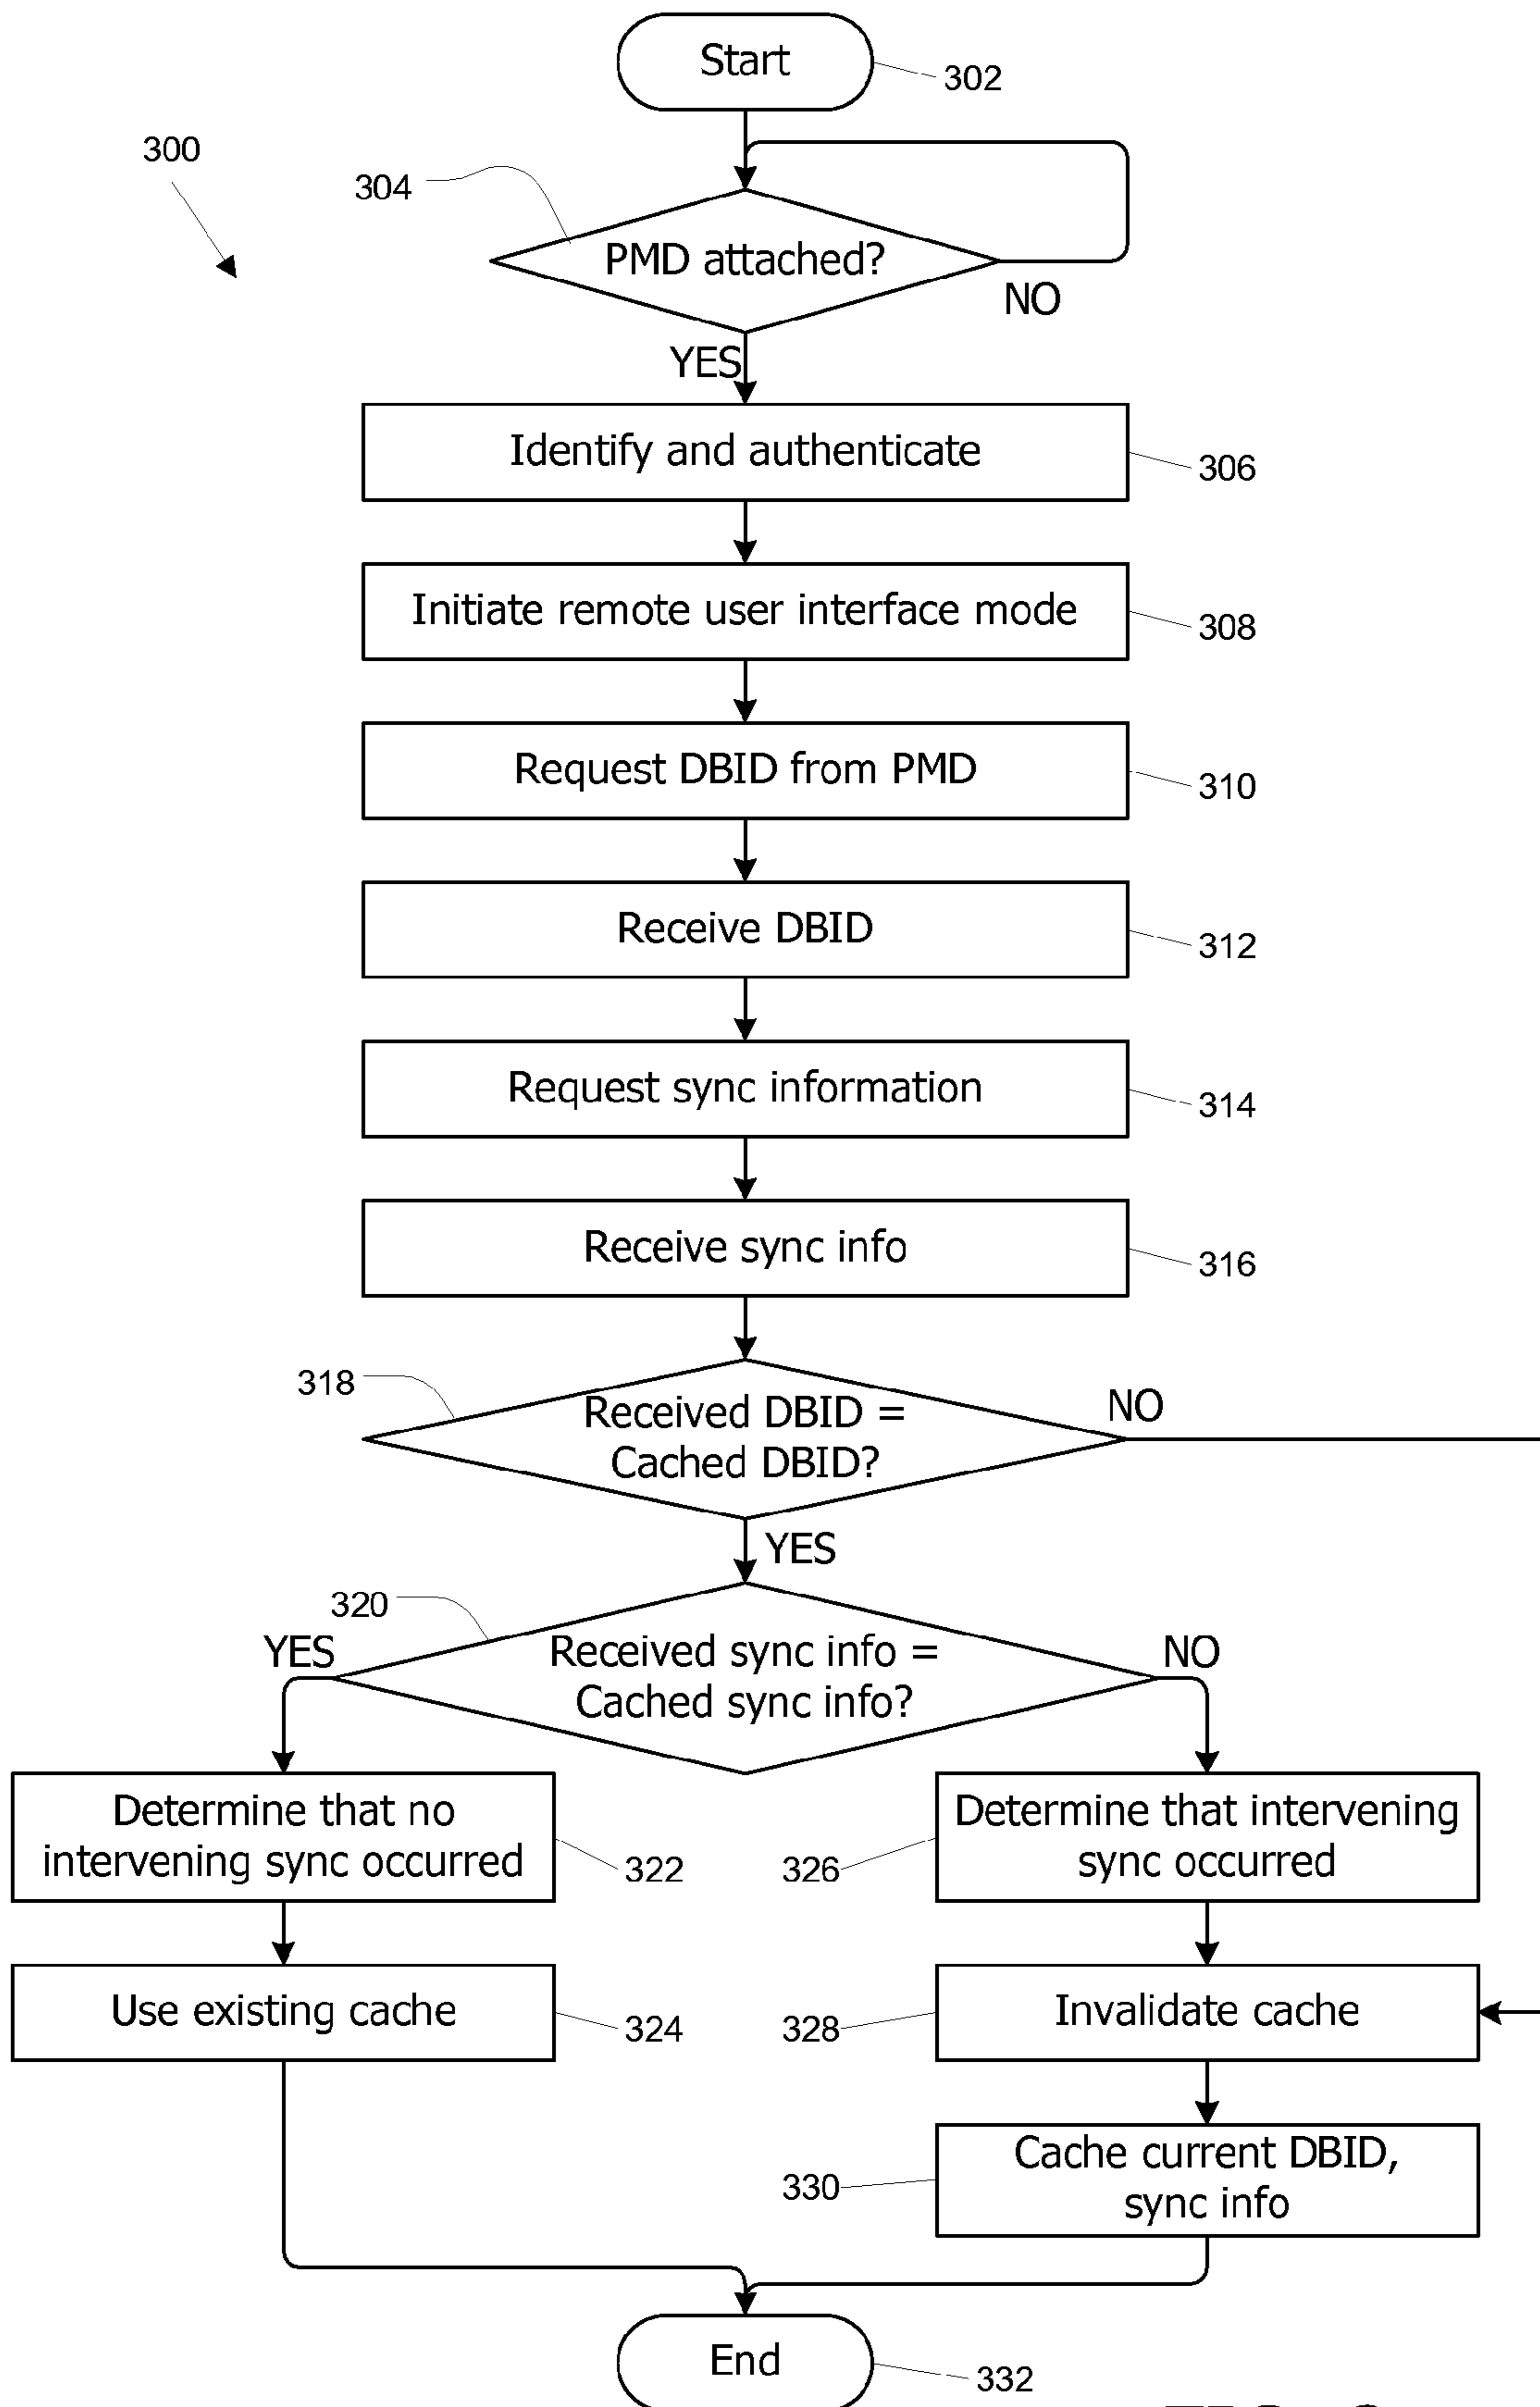 Start
302
300
304
PMD attached?
NO
YES
Identify and authenticate
306
Initiate remote user interface mode
308
Request DBID from PMD
310
Receive DBID
312
Request sync information
314
Receive sync info
316
318
Received DBID =
Cached DBID?
NO
YES
320
Received sync info =
Cached sync info?
YES
NO
Determine that no
intervening sync occurred
322
326
Determine that intervening
sync occurred
Use existing cache
324
328
Invalidate cache
330
Cache current DBID,
sync info
End
332